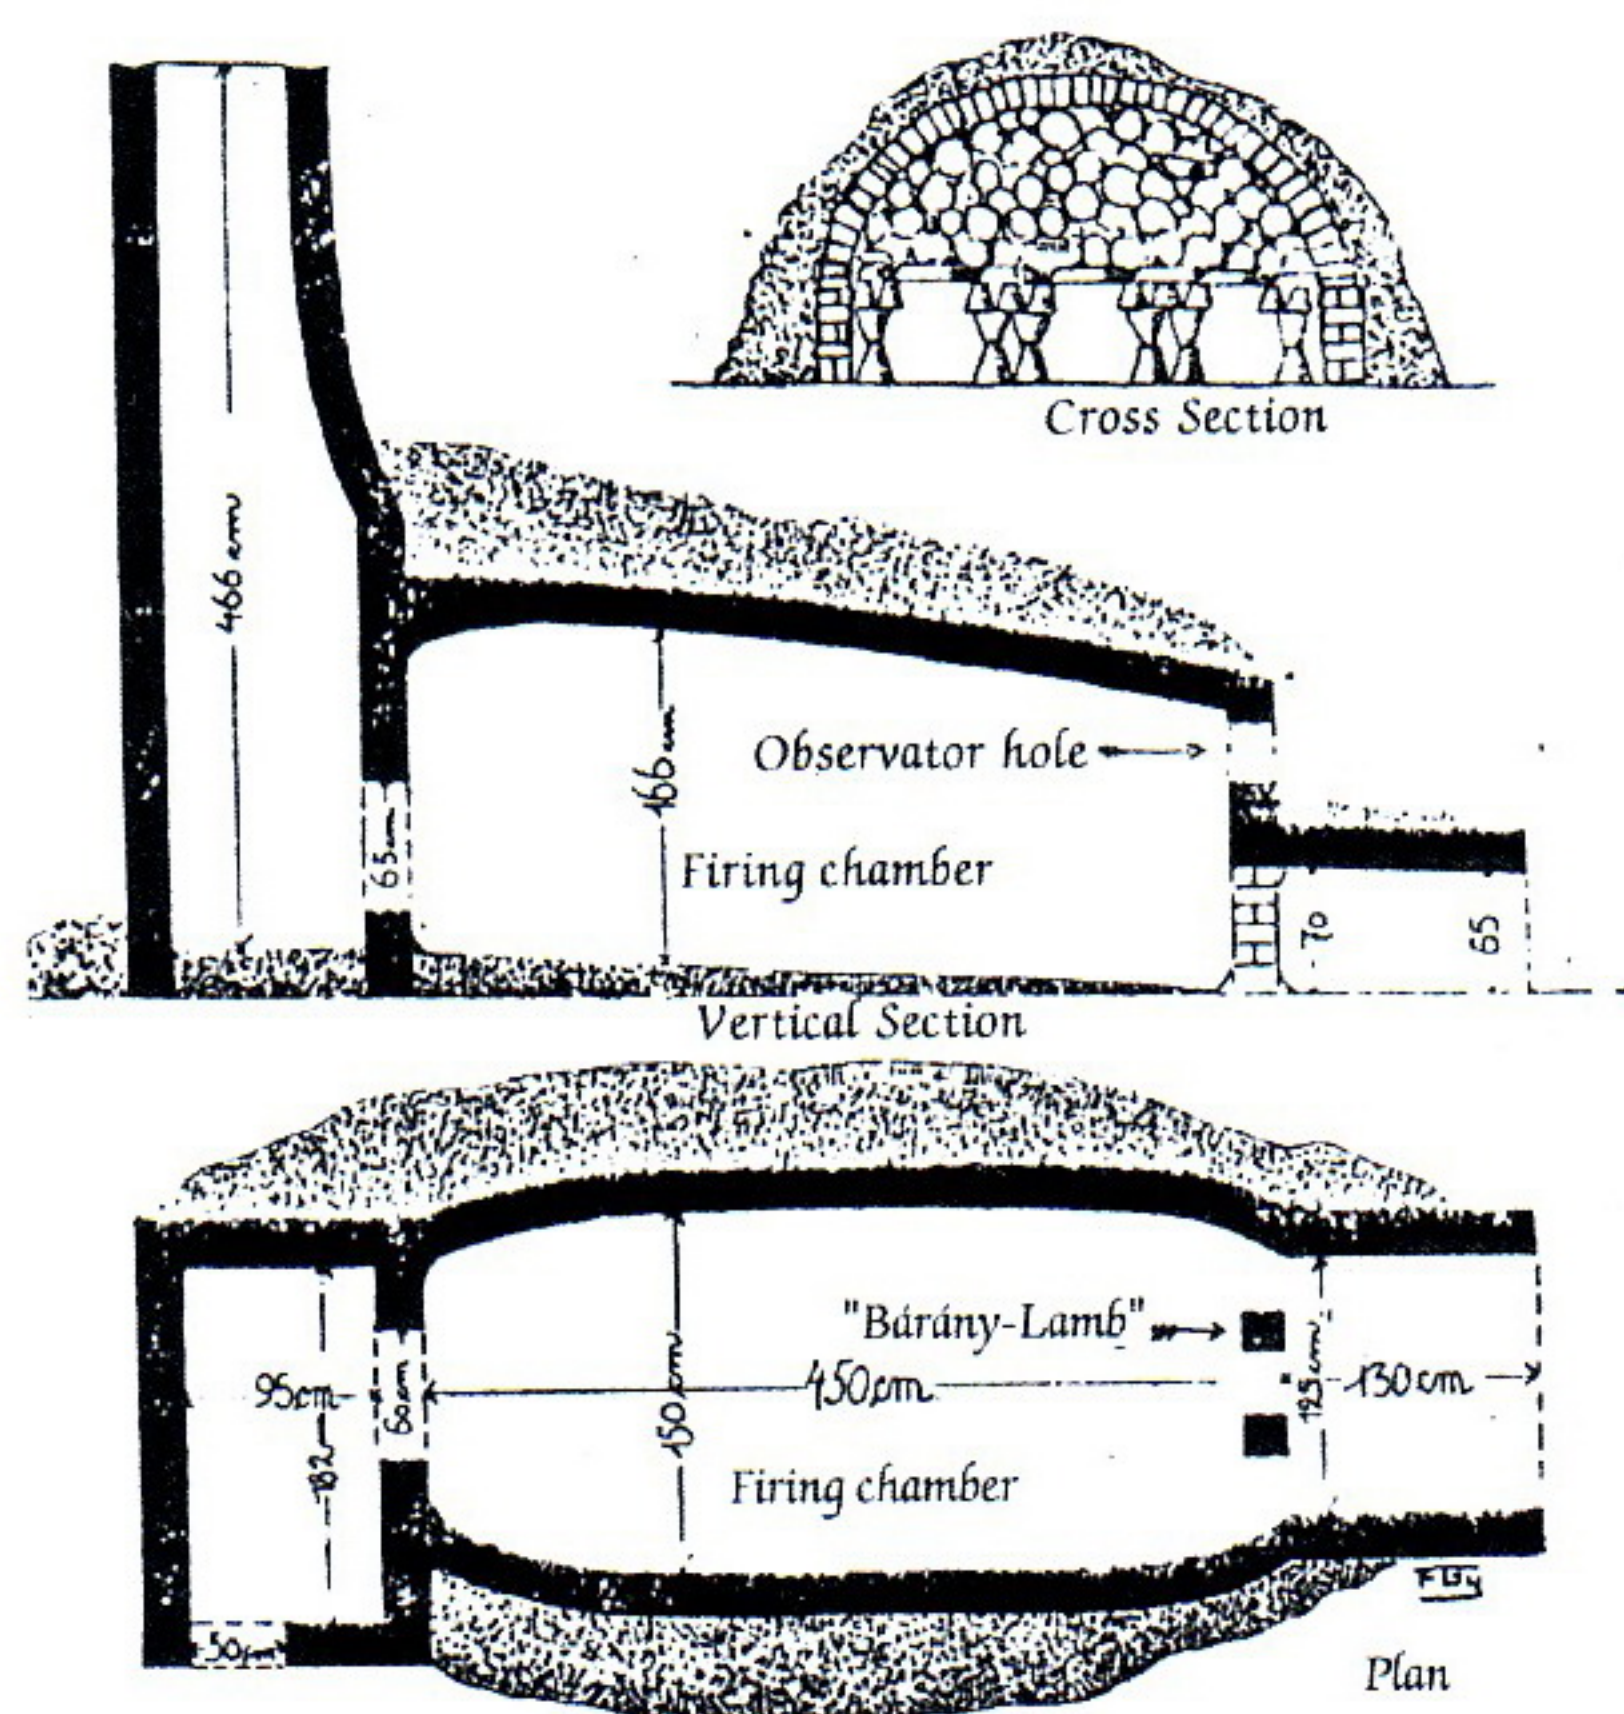 Cross Section
466cm
166cm
Observator hole
65cm
Firing chamber
70
65
Vertical Section
"Bárány-Lamb"
95cm
60cm
450cm
125cm
130cm
182
150cm
Firing chamber
50cm
Plan